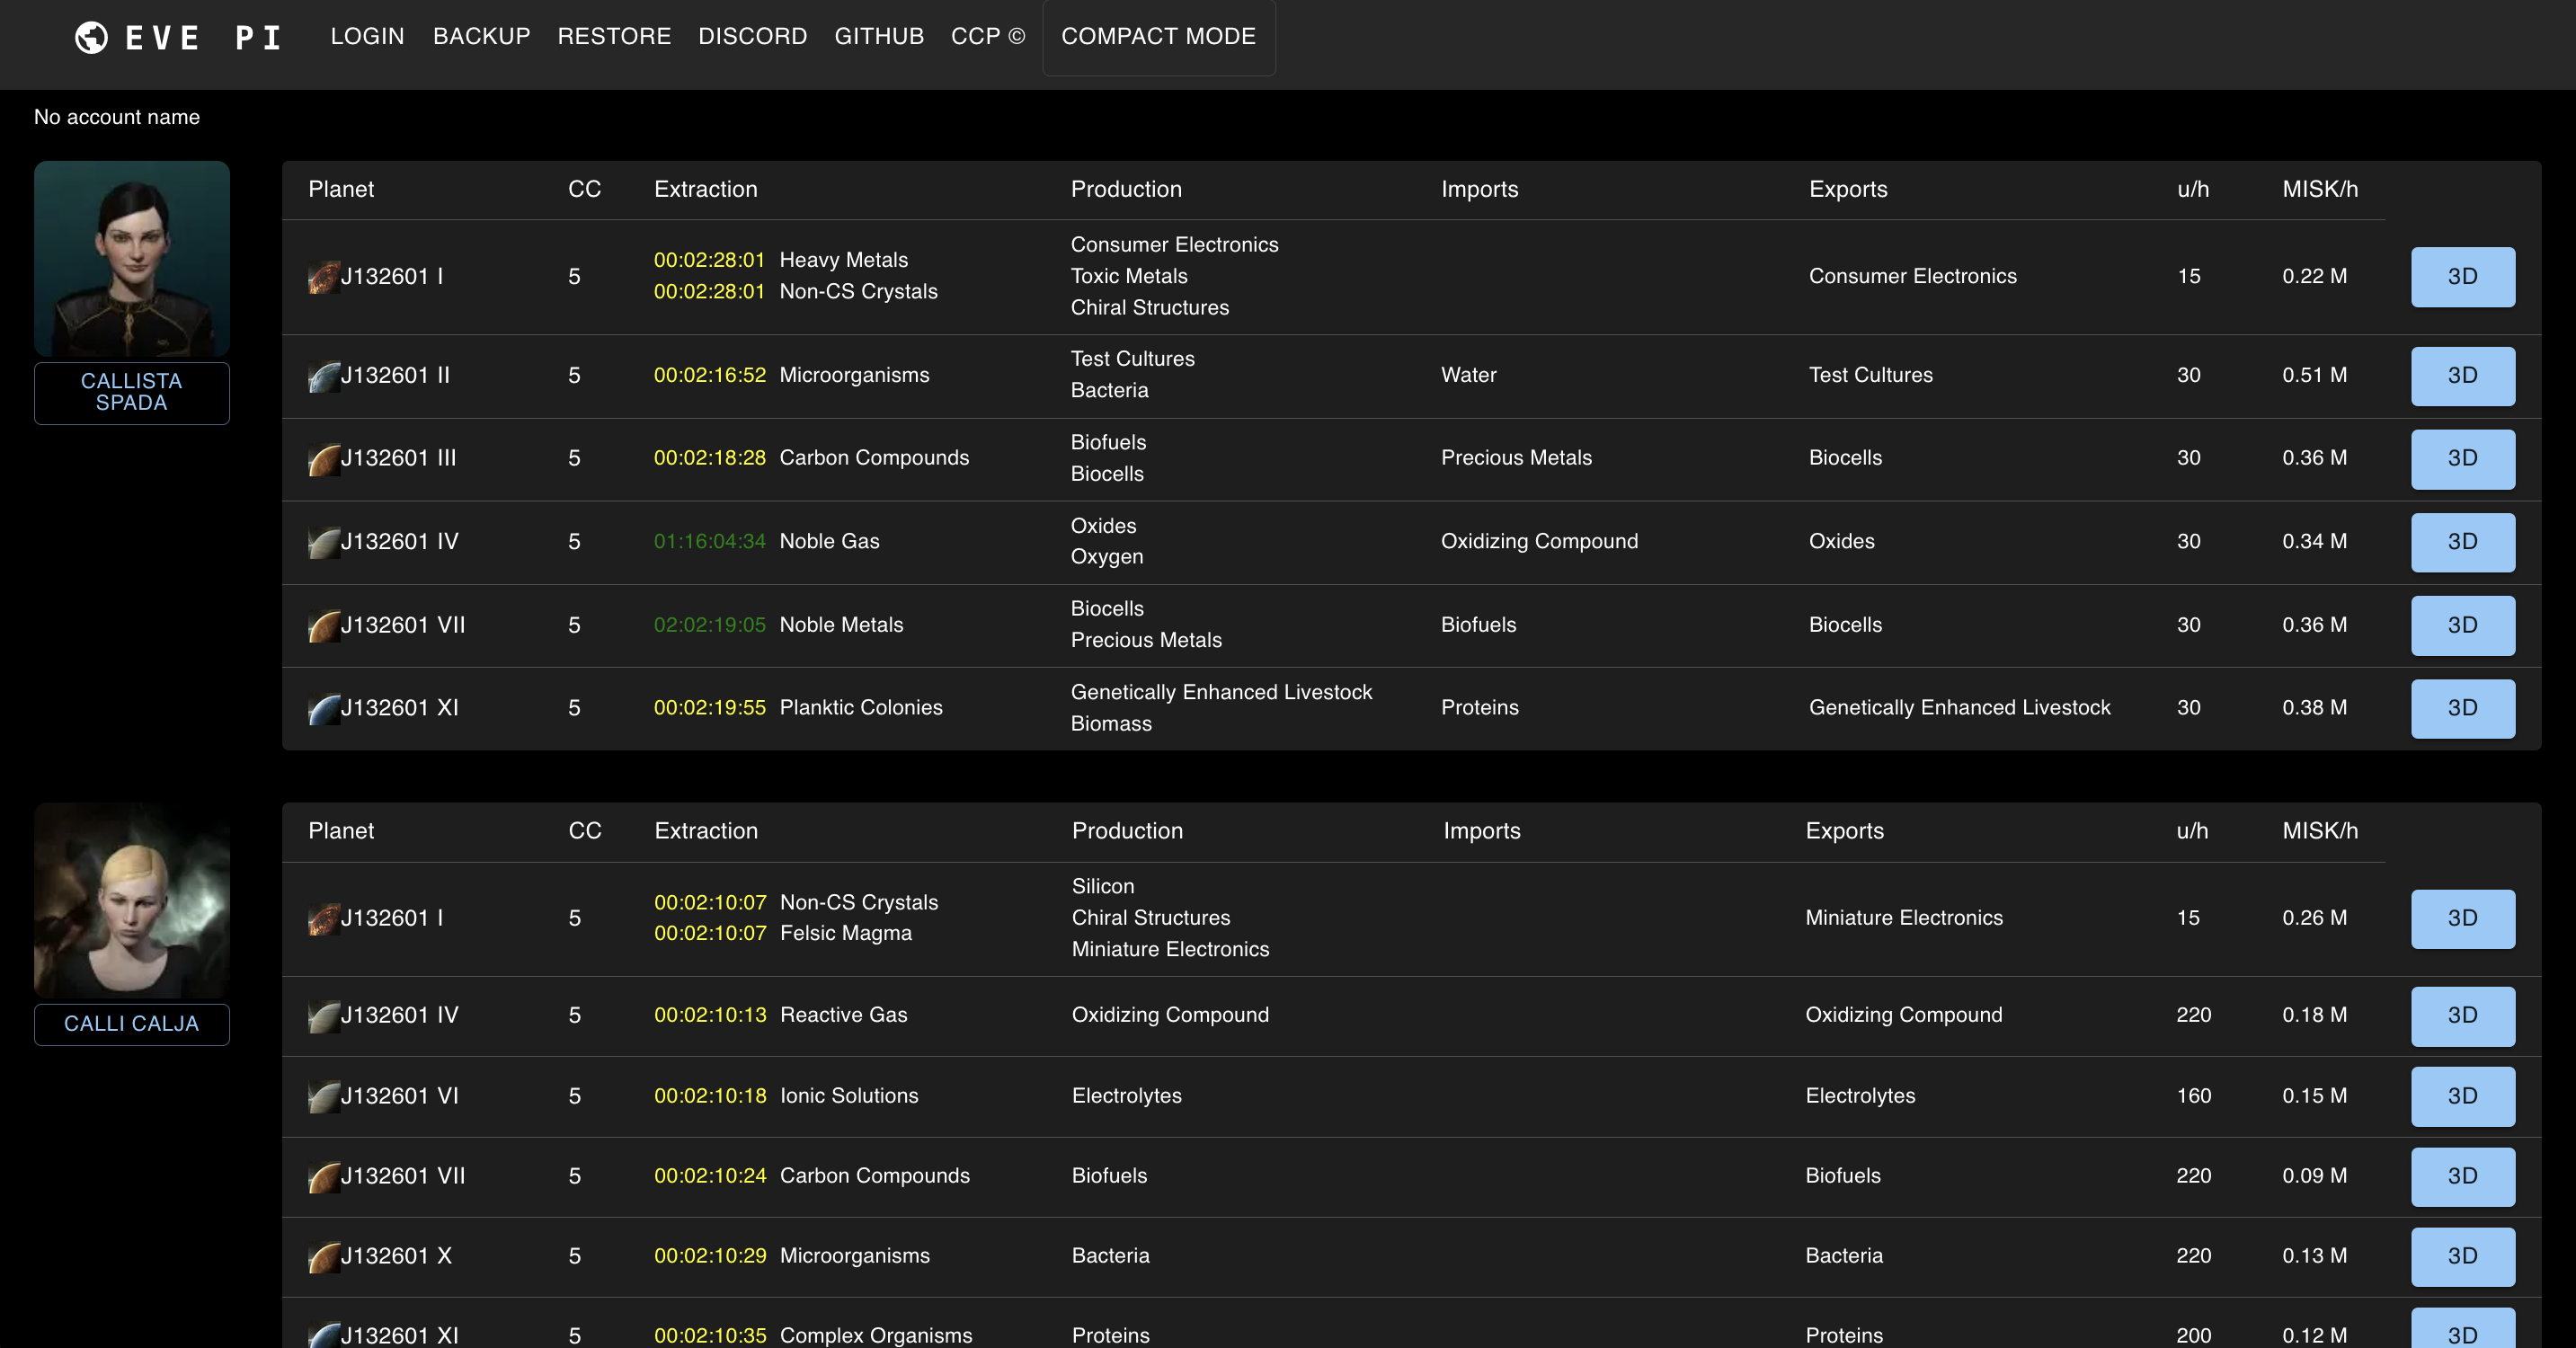 EVE PI LOGIN BACKUP RESTORE DISCORD GITHUB CCP © COMPACT MODE
No account name
CALLISTA
SPADA
Planet CC Extraction Production Imports Exports u/h MISK/h
J132601 I 5 00:02:28:01 Heavy Metals 00:02:28:01 Non-CS Crystals Consumer Electronics Toxic Metals Chiral Structures Consumer Electronics 15 0.22 M 3D
J132601 II 5 00:02:16:52 Microorganisms Test Cultures Bacteria Water Test Cultures 30 0.51 M 3D
J132601 III 5 00:02:18:28 Carbon Compounds Biofuels Biocells Precious Metals Biocells 30 0.36 M 3D
J132601 IV 5 01:16:04:34 Noble Gas Oxides Oxygen Oxidizing Compound Oxides 30 0.34 M 3D
J132601 VII 5 02:02:19:05 Noble Metals Biocells Precious Metals Biofuels Biocells 30 0.36 M 3D
J132601 XI 5 00:02:19:55 Planktic Colonies Genetically Enhanced Livestock Biomass Proteins Genetically Enhanced Livestock 30 0.38 M 3D
CALLI CALJA
Planet CC Extraction Production Imports Exports u/h MISK/h
J132601 I 5 00:02:10:07 Non-CS Crystals 00:02:10:07 Felsic Magma Silicon Chiral Structures Miniature Electronics Miniature Electronics 15 0.26 M 3D
J132601 IV 5 00:02:10:13 Reactive Gas Oxidizing Compound Oxidizing Compound 220 0.18 M 3D
J132601 VI 5 00:02:10:18 Ionic Solutions Electrolytes Electrolytes 160 0.15 M 3D
J132601 VII 5 00:02:10:24 Carbon Compounds Biofuels Biofuels 220 0.09 M 3D
J132601 X 5 00:02:10:29 Microorganisms Bacteria Bacteria 220 0.13 M 3D
J132601 XI 5 00:02:10:35 Complex Organisms Proteins Proteins 200 0.12 M 3D